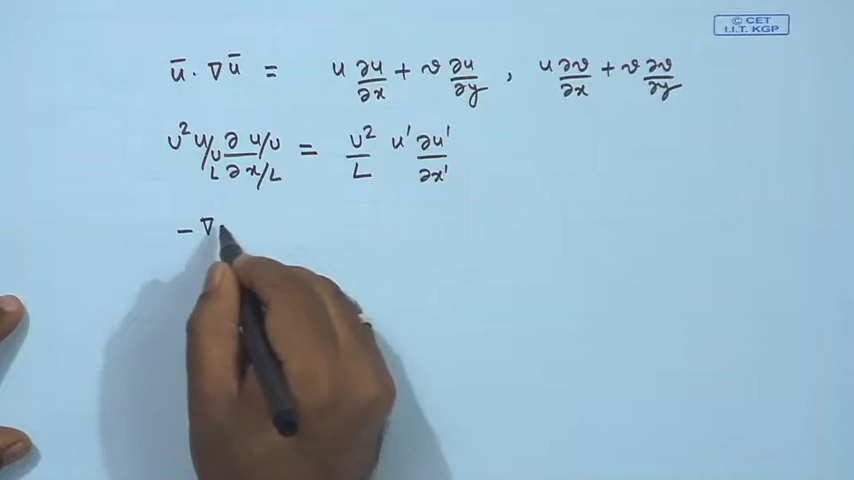 © CET
I.I.T. KGP
ū · ∇ ū = u ∂u/∂x + v ∂u/∂y , u ∂v/∂x + v ∂v/∂y
U² u/U ∂ u/U / L ∂ x/L = U²/L u' ∂u'/∂x'
- ∇